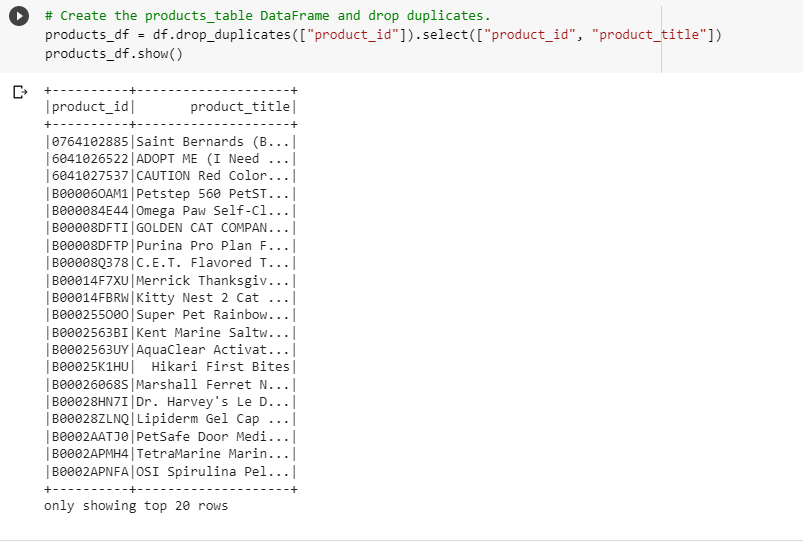 # Create the products_table DataFrame and drop duplicates.
products_df = df.drop_duplicates(["product_id"]).select(["product_id", "product_title"])
products_df.show()
+----------+--------------------+
|product_id|       product_title|
+----------+--------------------+
|0764102885|Saint Bernards (B...|
|6041026522|ADOPT ME (I Need ...|
|6041027537|CAUTION Red Color...|
|B00006OAM1|Petstep 560 PetST...|
|B000084E44|Omega Paw Self-Cl...|
|B00008DFTI|GOLDEN CAT COMPAN...|
|B00008DFTP|Purina Pro Plan F...|
|B00008Q378|C.E.T. Flavored T...|
|B00014F7XU|Merrick Thanksgiv...|
|B00014FBRW|Kitty Nest 2 Cat ...|
|B00025500O|Super Pet Rainbow...|
|B0002563BI|Kent Marine Saltw...|
|B0002563UY|AquaClear Activat...|
|B00025K1HU|  Hikari First Bites|
|B00026068S|Marshall Ferret N...|
|B00028HN7I|Dr. Harvey's Le D...|
|B00028ZLNQ|Lipiderm Gel Cap ...|
|B0002AATJ0|PetSafe Door Medi...|
|B0002APMH4|TetraMarine Marin...|
|B0002APNFA|OSI Spirulina Pel...|
+----------+--------------------+
only showing top 20 rows